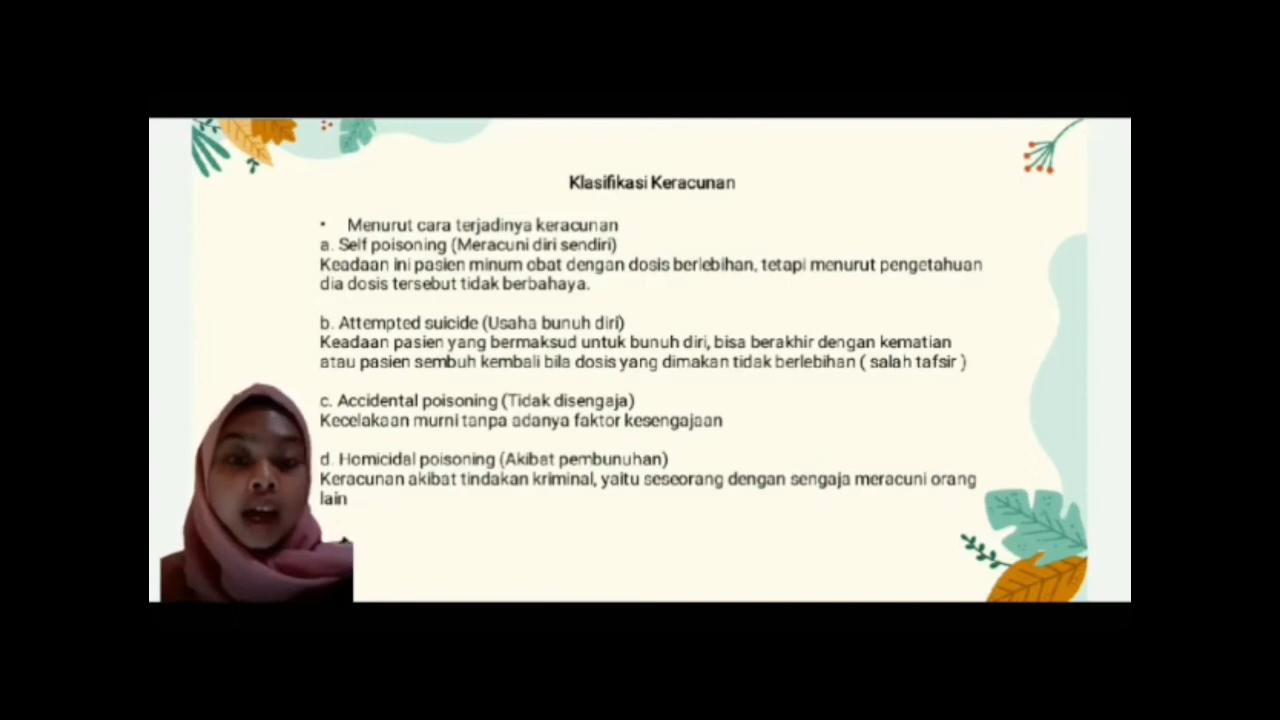 Klasifikasi Keracunan
• Menurut cara terjadinya keracunan
a. Self poisoning (Meracuni diri sendiri)
Keadaan ini pasien minum obat dengan dosis berlebihan, tetapi menurut pengetahuan
dia dosis tersebut tidak berbahaya.
b. Attempted suicide (Usaha bunuh diri)
Keadaan pasien yang bermaksud untuk bunuh diri, bisa berakhir dengan kematian
atau pasien sembuh kembali bila dosis yang dimakan tidak berlebihan ( salah tafsir )
c. Accidental poisoning (Tidak disengaja)
Kecelakaan murni tanpa adanya faktor kesengajaan
d. Homicidal poisoning (Akibat pembunuhan)
Keracunan akibat tindakan kriminal, yaitu seseorang dengan sengaja meracuni orang
lain